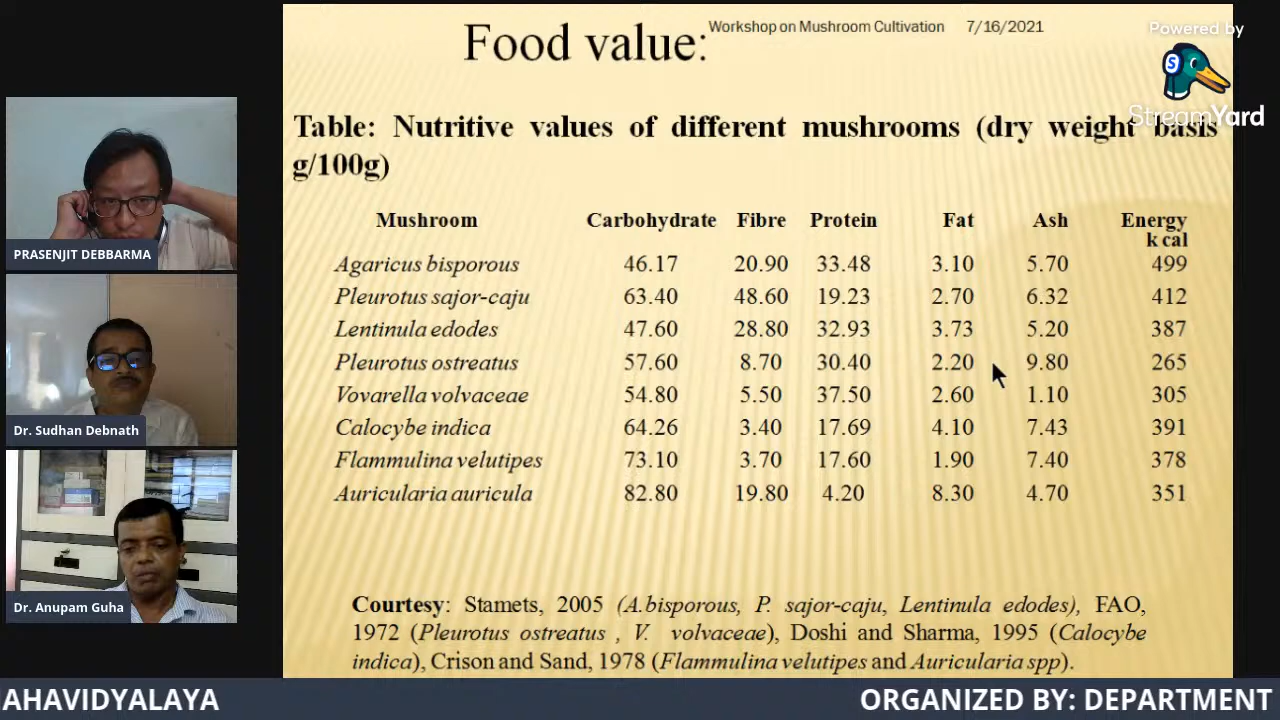 Food value:
Workshop on Mushroom Cultivation 7/16/2021
Powered by
StreamYard
Table: Nutritive values of different mushrooms (dry weight basis
g/100g)
Mushroom Carbohydrate Fibre Protein Fat Ash Energy
k cal
Agaricus bisporous 46.17 20.90 33.48 3.10 5.70 499
Pleurotus sajor-caju 63.40 48.60 19.23 2.70 6.32 412
Lentinula edodes 47.60 28.80 32.93 3.73 5.20 387
Pleurotus ostreatus 57.60 8.70 30.40 2.20 9.80 265
Vovarella volvaceae 54.80 5.50 37.50 2.60 1.10 305
Calocybe indica 64.26 3.40 17.69 4.10 7.43 391
Flammulina velutipes 73.10 3.70 17.60 1.90 7.40 378
Auricularia auricula 82.80 19.80 4.20 8.30 4.70 351
Courtesy: Stamets, 2005 (A.bisporous, P. sajor-caju, Lentinula edodes), FAO,
1972 (Pleurotus ostreatus , V. volvaceae), Doshi and Sharma, 1995 (Calocybe
indica), Crison and Sand, 1978 (Flammulina velutipes and Auricularia spp).
PRASENJIT DEBBARMA
Dr. Sudhan Debnath
Dr. Anupam Guha
AHAVIDYALAYA
ORGANIZED BY: DEPARTMENT